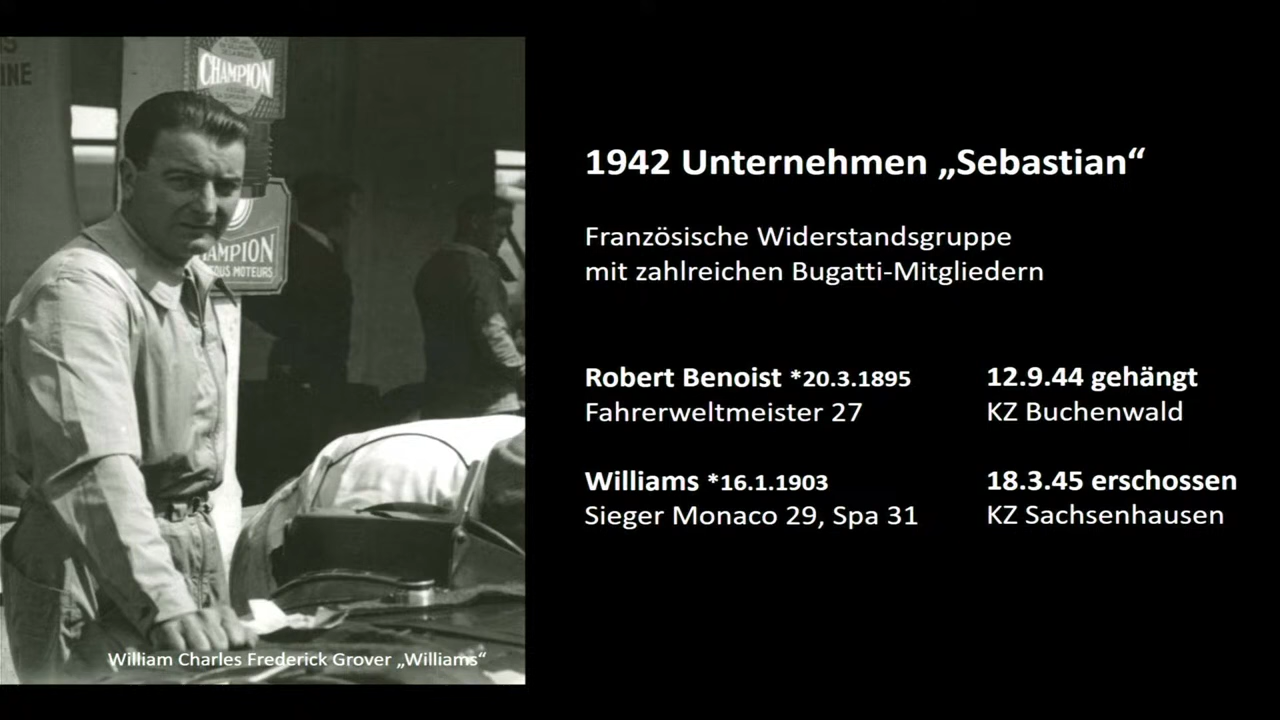 INE
CHAMPION
AMPION
TOUS MOTEURS
William Charles Frederick Grover „Williams“
1942 Unternehmen „Sebastian“
Französische Widerstandsgruppe
mit zahlreichen Bugatti-Mitgliedern
Robert Benoist *20.3.1895
12.9.44 gehängt
Fahrerweltmeister 27
KZ Buchenwald
Williams *16.1.1903
18.3.45 erschossen
Sieger Monaco 29, Spa 31
KZ Sachsenhausen